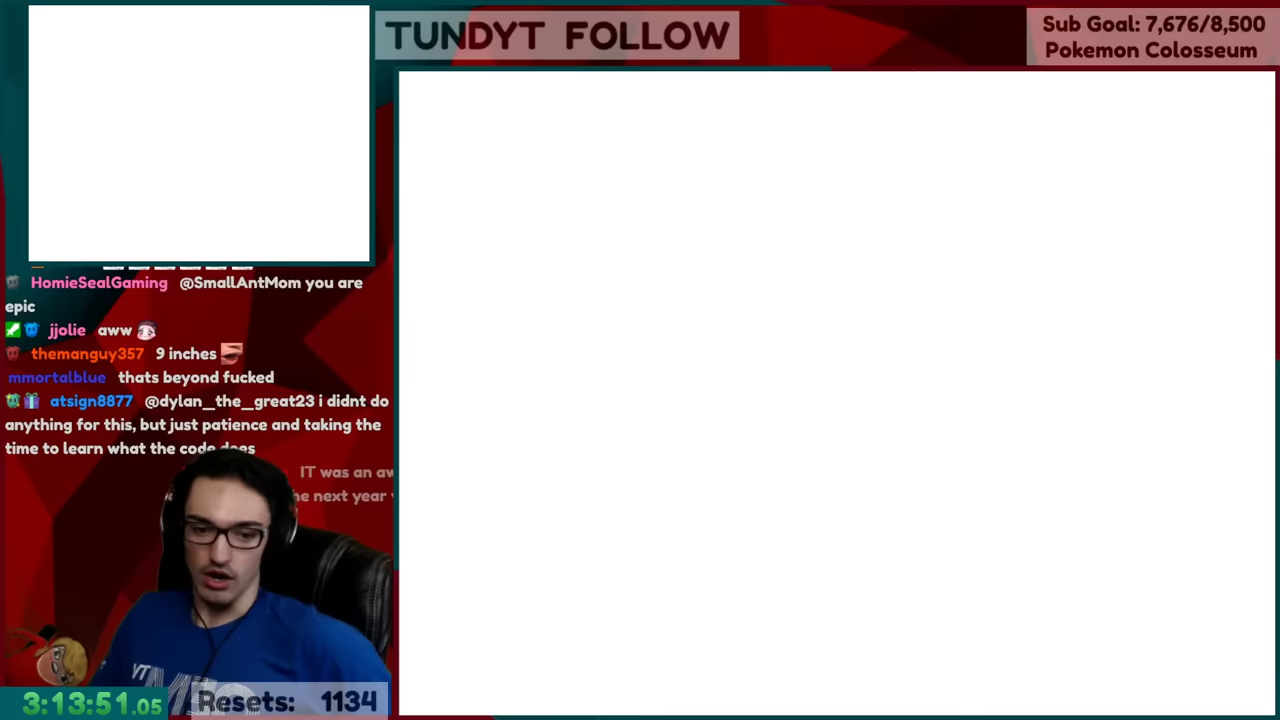 TUNDYT FOLLOW
Sub Goal: 7,676/8,500
Pokemon Colosseum
HomieSealGaming @SmallAntMom you are
epic
jjolie aww
themanguy357 9 inches
mmortalblue thats beyond fucked
atsign8877 @dylan_the_great23 i didnt do
anything for this, but just patience and taking the
time to learn what the code does
IT was an
the next year
YT
3:13:51.05
Resets: 1134